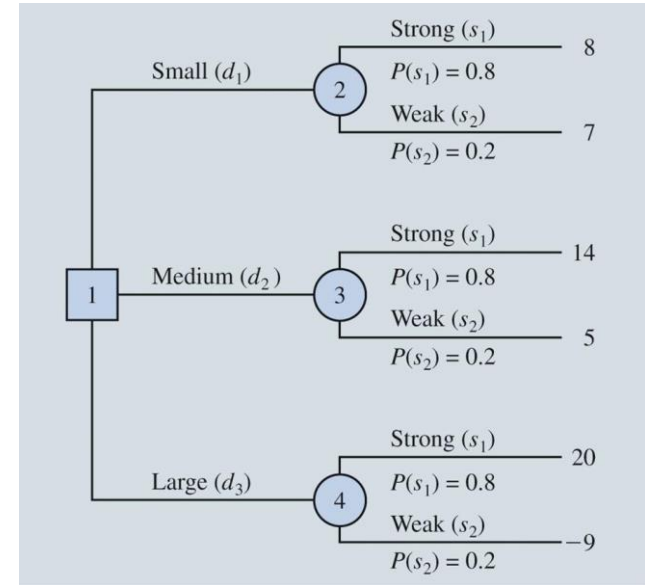 Strong (s₁)
8
Small (d₁)
P(s₁) = 0.8
2
Weak (s₂)
7
P(s₂) = 0.2
Strong (s₁)
14
Medium (d₂)
P(s₁) = 0.8
1
3
Weak (s₂)
5
P(s₂) = 0.2
Strong (s₁)
20
Large (d₃)
P(s₁) = 0.8
4
Weak (s₂)
−9
P(s₂) = 0.2